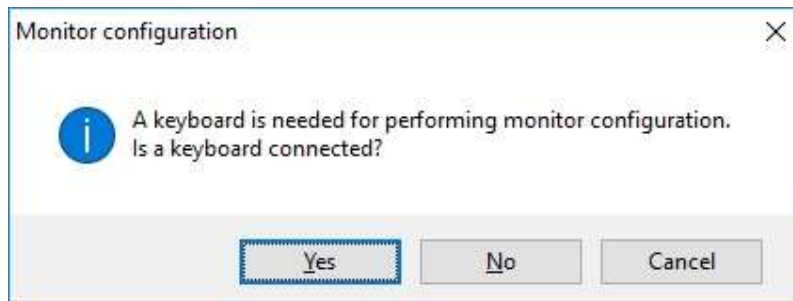 Monitor configuration
A keyboard is needed for performing monitor configuration.
Is a keyboard connected?
Yes No Cancel